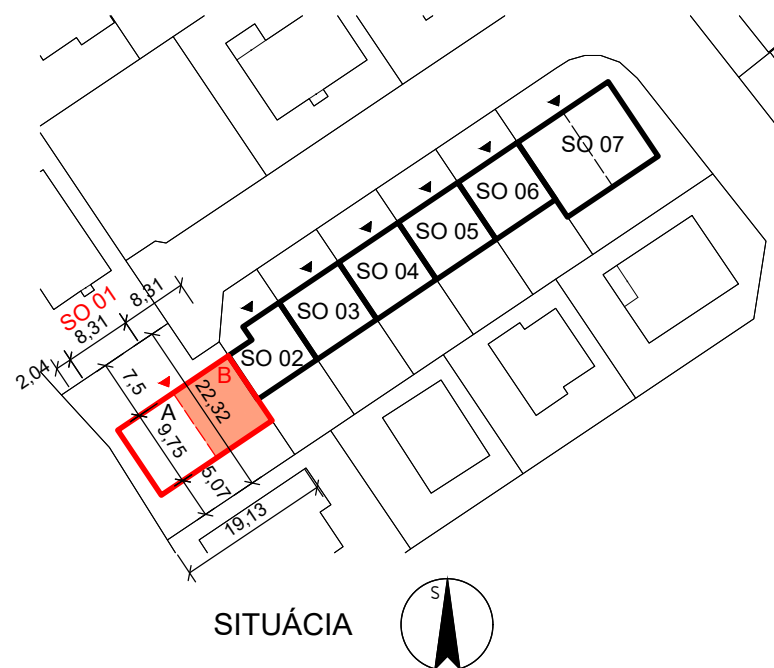 SO 07
SO 06
SO 05
SO 04
SO 03
SO 02
SO 01
8,31
8,31
2,04
7,5
B
A
22,32
9,75
5,07
19,13
SITUÁCIA
S